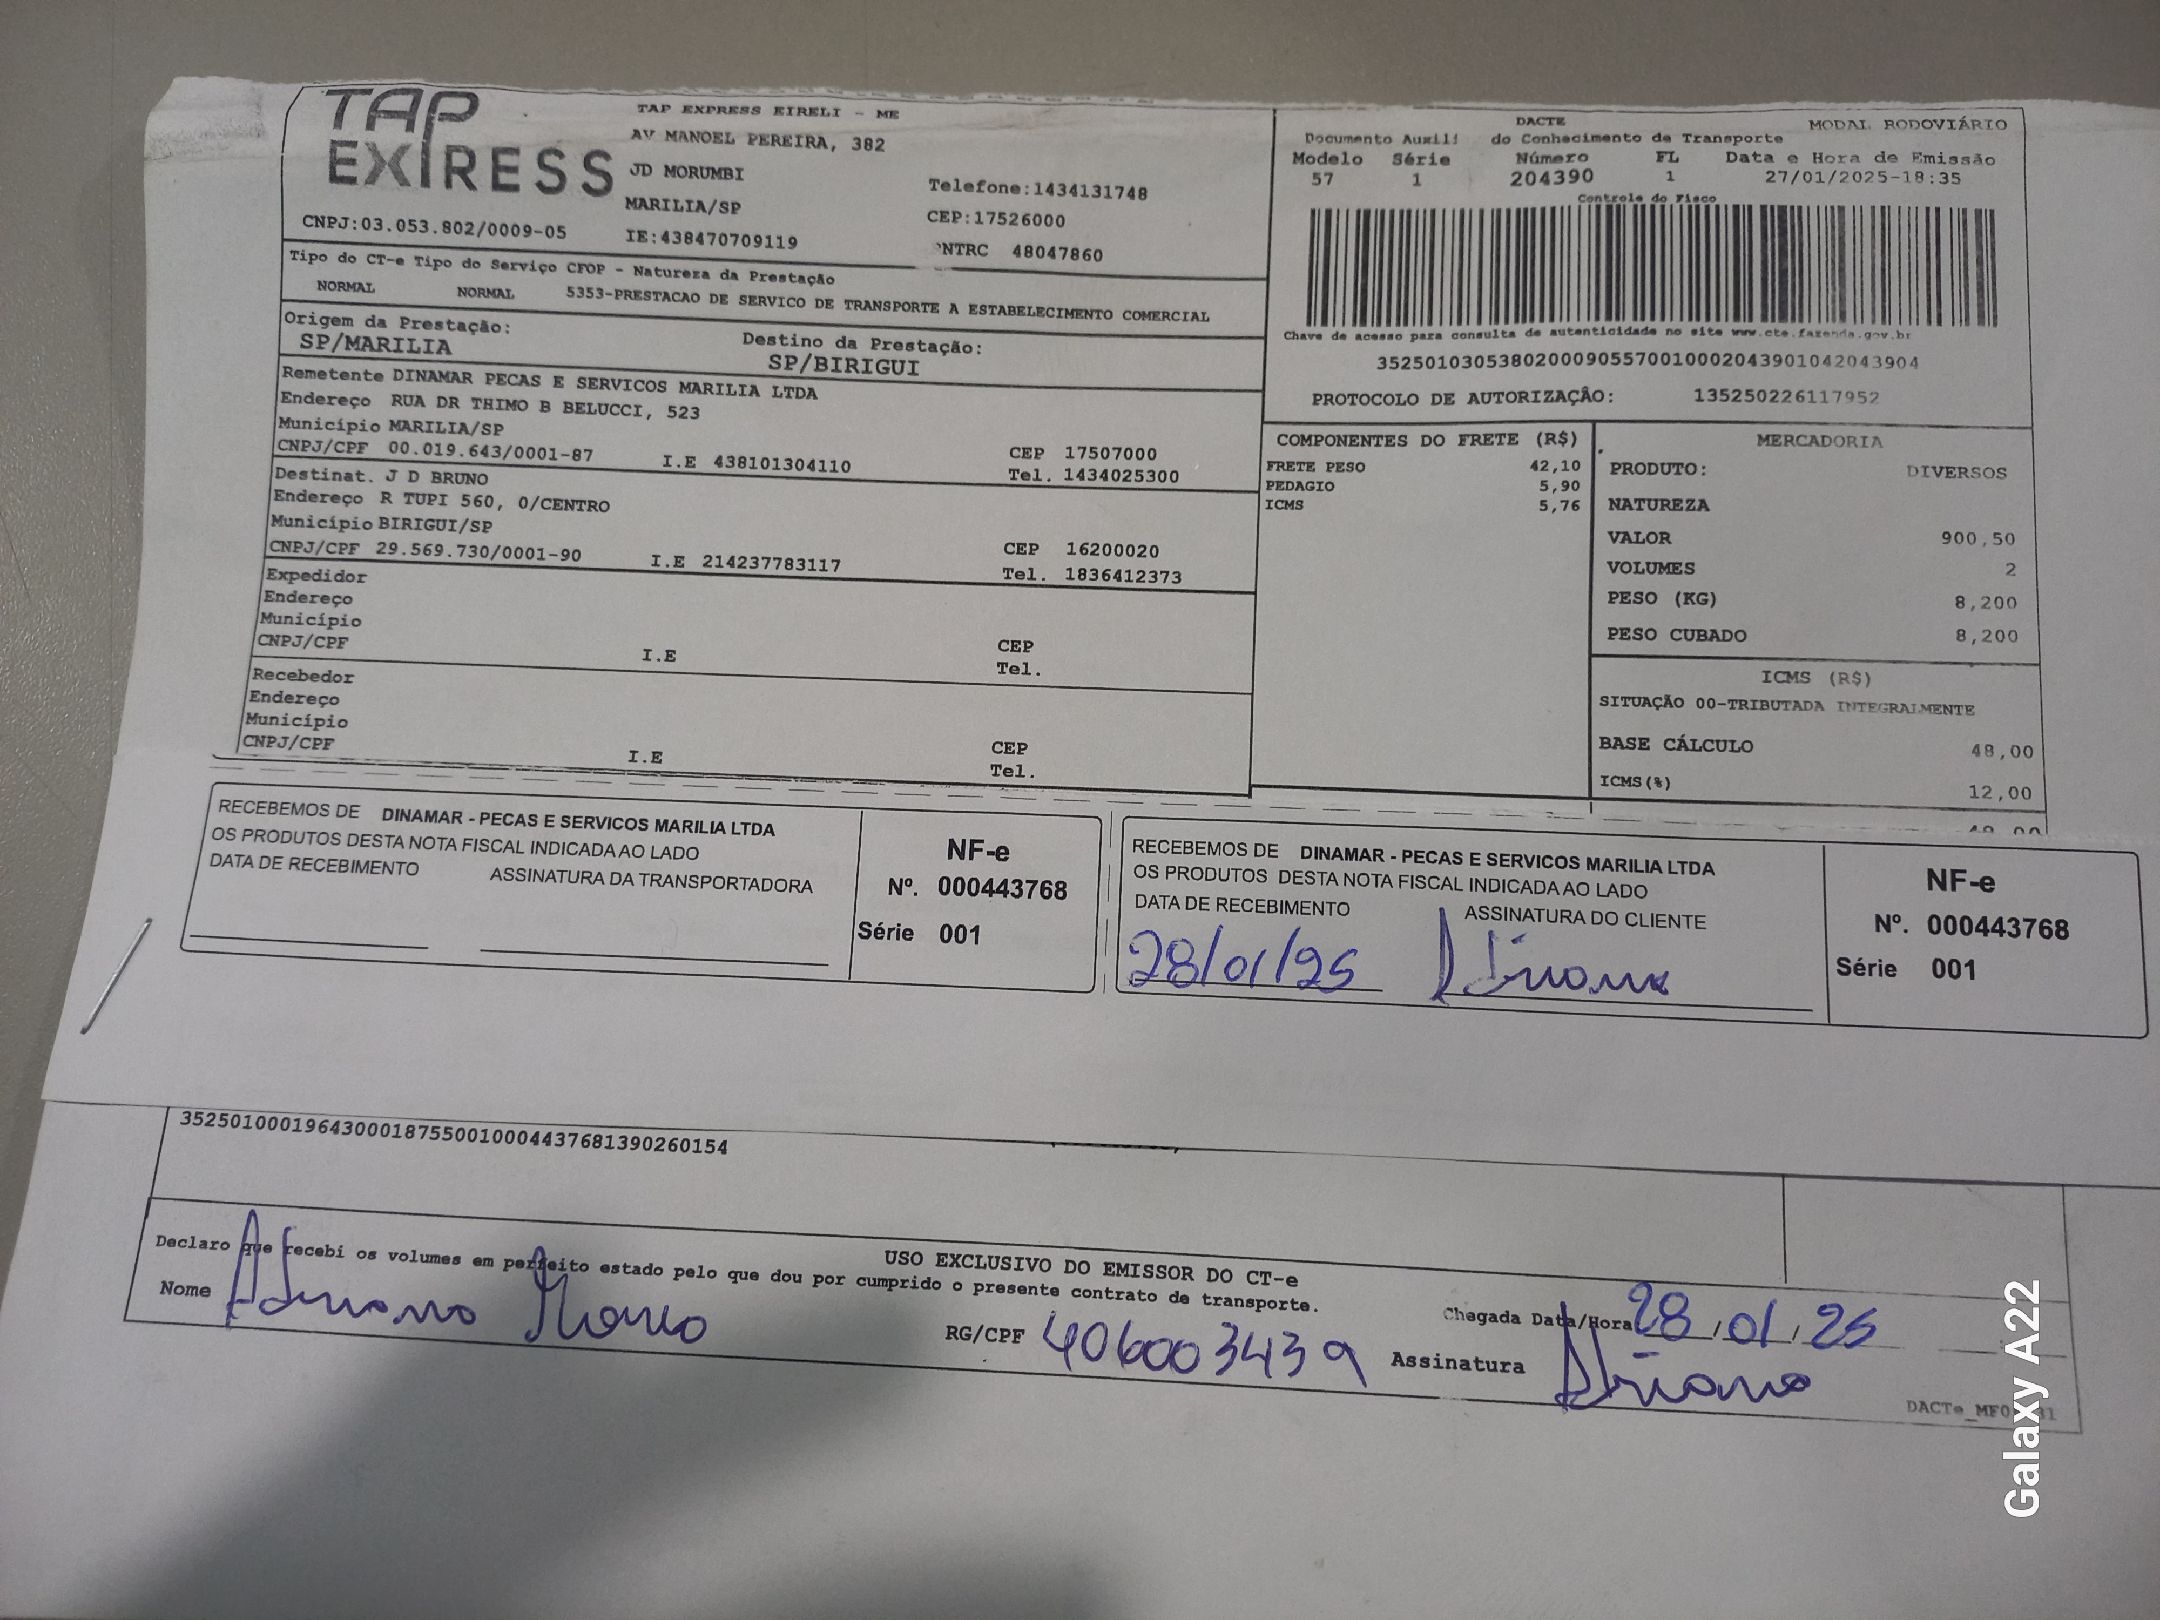 TAP EXPRESS
TAP EXPRESS EIRELI - ME
AV MANOEL PEREIRA, 382
JD MORUMBI
MARILIA/SP
Telefone:1434131748
CEP:17526000
CNPJ:03.053.802/0009-05
IE:438470709119
NTRC 48047860
DACTE
MODAL RODOVIÁRIO
Documento Auxili do Conhecimento de Transporte
Modelo Série Número FL Data e Hora de Emissão
57 1 204390 1 27/01/2025-18:35
Controle do Fisco
Chave de acesso para consulta de autenticidade no site www.cte.fazenda.gov.br
35250103053802000905570010002043901042043904
PROTOCOLO DE AUTORIZAÇÂO: 135250226117952
Tipo do CT-e Tipo do Serviço CFOP - Natureza da Prestação
NORMAL NORMAL 5353-PRESTACAO DE SERVICO DE TRANSPORTE A ESTABELECIMENTO COMERCIAL
Origem da Prestação: Destino da Prestação:
SP/MARILIA SP/BIRIGUI
Remetente DINAMAR PECAS E SERVICOS MARILIA LTDA
Endereço RUA DR THIMO B BELUCCI, 523
Município MARILIA/SP CEP 17507000
CNPJ/CPF 00.019.643/0001-87 I.E 438101304110 Tel. 1434025300
Destinat. J D BRUNO
Endereço R TUPI 560, 0/CENTRO
Município BIRIGUI/SP CEP 16200020
CNPJ/CPF 29.569.730/0001-90 I.E 214237783117 Tel. 1836412373
Expedidor
Endereço
Município CEP
CNPJ/CPF I.E Tel.
Recebedor
Endereço
Município CEP
CNPJ/CPF I.E Tel.
COMPONENTES DO FRETE (R$)
FRETE PESO 42,10
PEDAGIO 5,90
ICMS 5,76
MERCADORIA
PRODUTO: DIVERSOS
NATUREZA
VALOR 900,50
VOLUMES 2
PESO (KG) 8,200
PESO CUBADO 8,200
ICMS (R$)
SITUAÇÃO 00-TRIBUTADA INTEGRALMENTE
BASE CÁLCULO 48,00
ICMS(%) 12,00
RECEBEMOS DE DINAMAR - PECAS E SERVICOS MARILIA LTDA
OS PRODUTOS DESTA NOTA FISCAL INDICADA AO LADO
DATA DE RECEBIMENTO ASSINATURA DA TRANSPORTADORA
NF-e
Nº. 000443768
Série 001
RECEBEMOS DE DINAMAR - PECAS E SERVICOS MARILIA LTDA
OS PRODUTOS DESTA NOTA FISCAL INDICADA AO LADO
DATA DE RECEBIMENTO ASSINATURA DO CLIENTE
28/01/25
NF-e
Nº. 000443768
Série 001
35250100019643000187550010004437681390260154
USO EXCLUSIVO DO EMISSOR DO CT-e
Declaro que recebi os volumes em perfeito estado pelo que dou por cumprido o presente contrato de transporte.
Nome
RG/CPF 406003439
Chegada Data/Hora 28/01/25
Assinatura
Galaxy A22